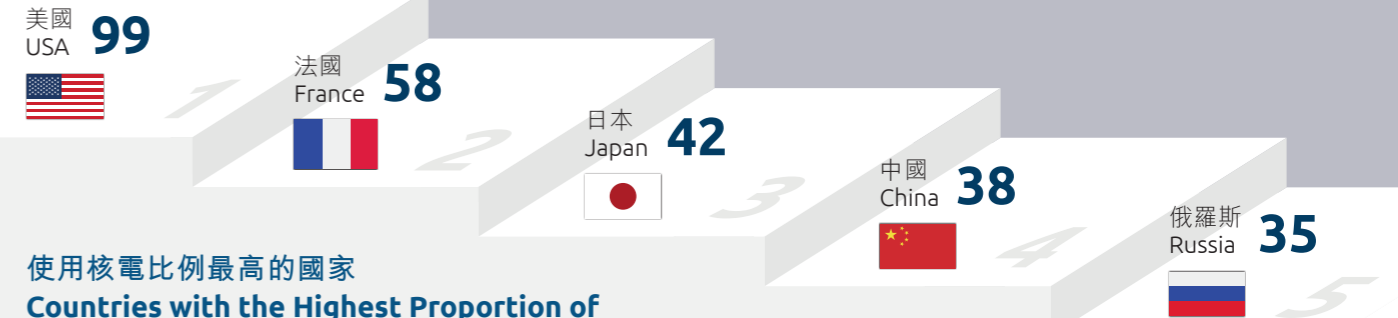 美國
USA
99
1
法國
France
58
2
日本
Japan
42
3
中國
China
38
4
俄羅斯
Russia
35
5
使用核電比例最高的國家
Countries with the Highest Proportion of